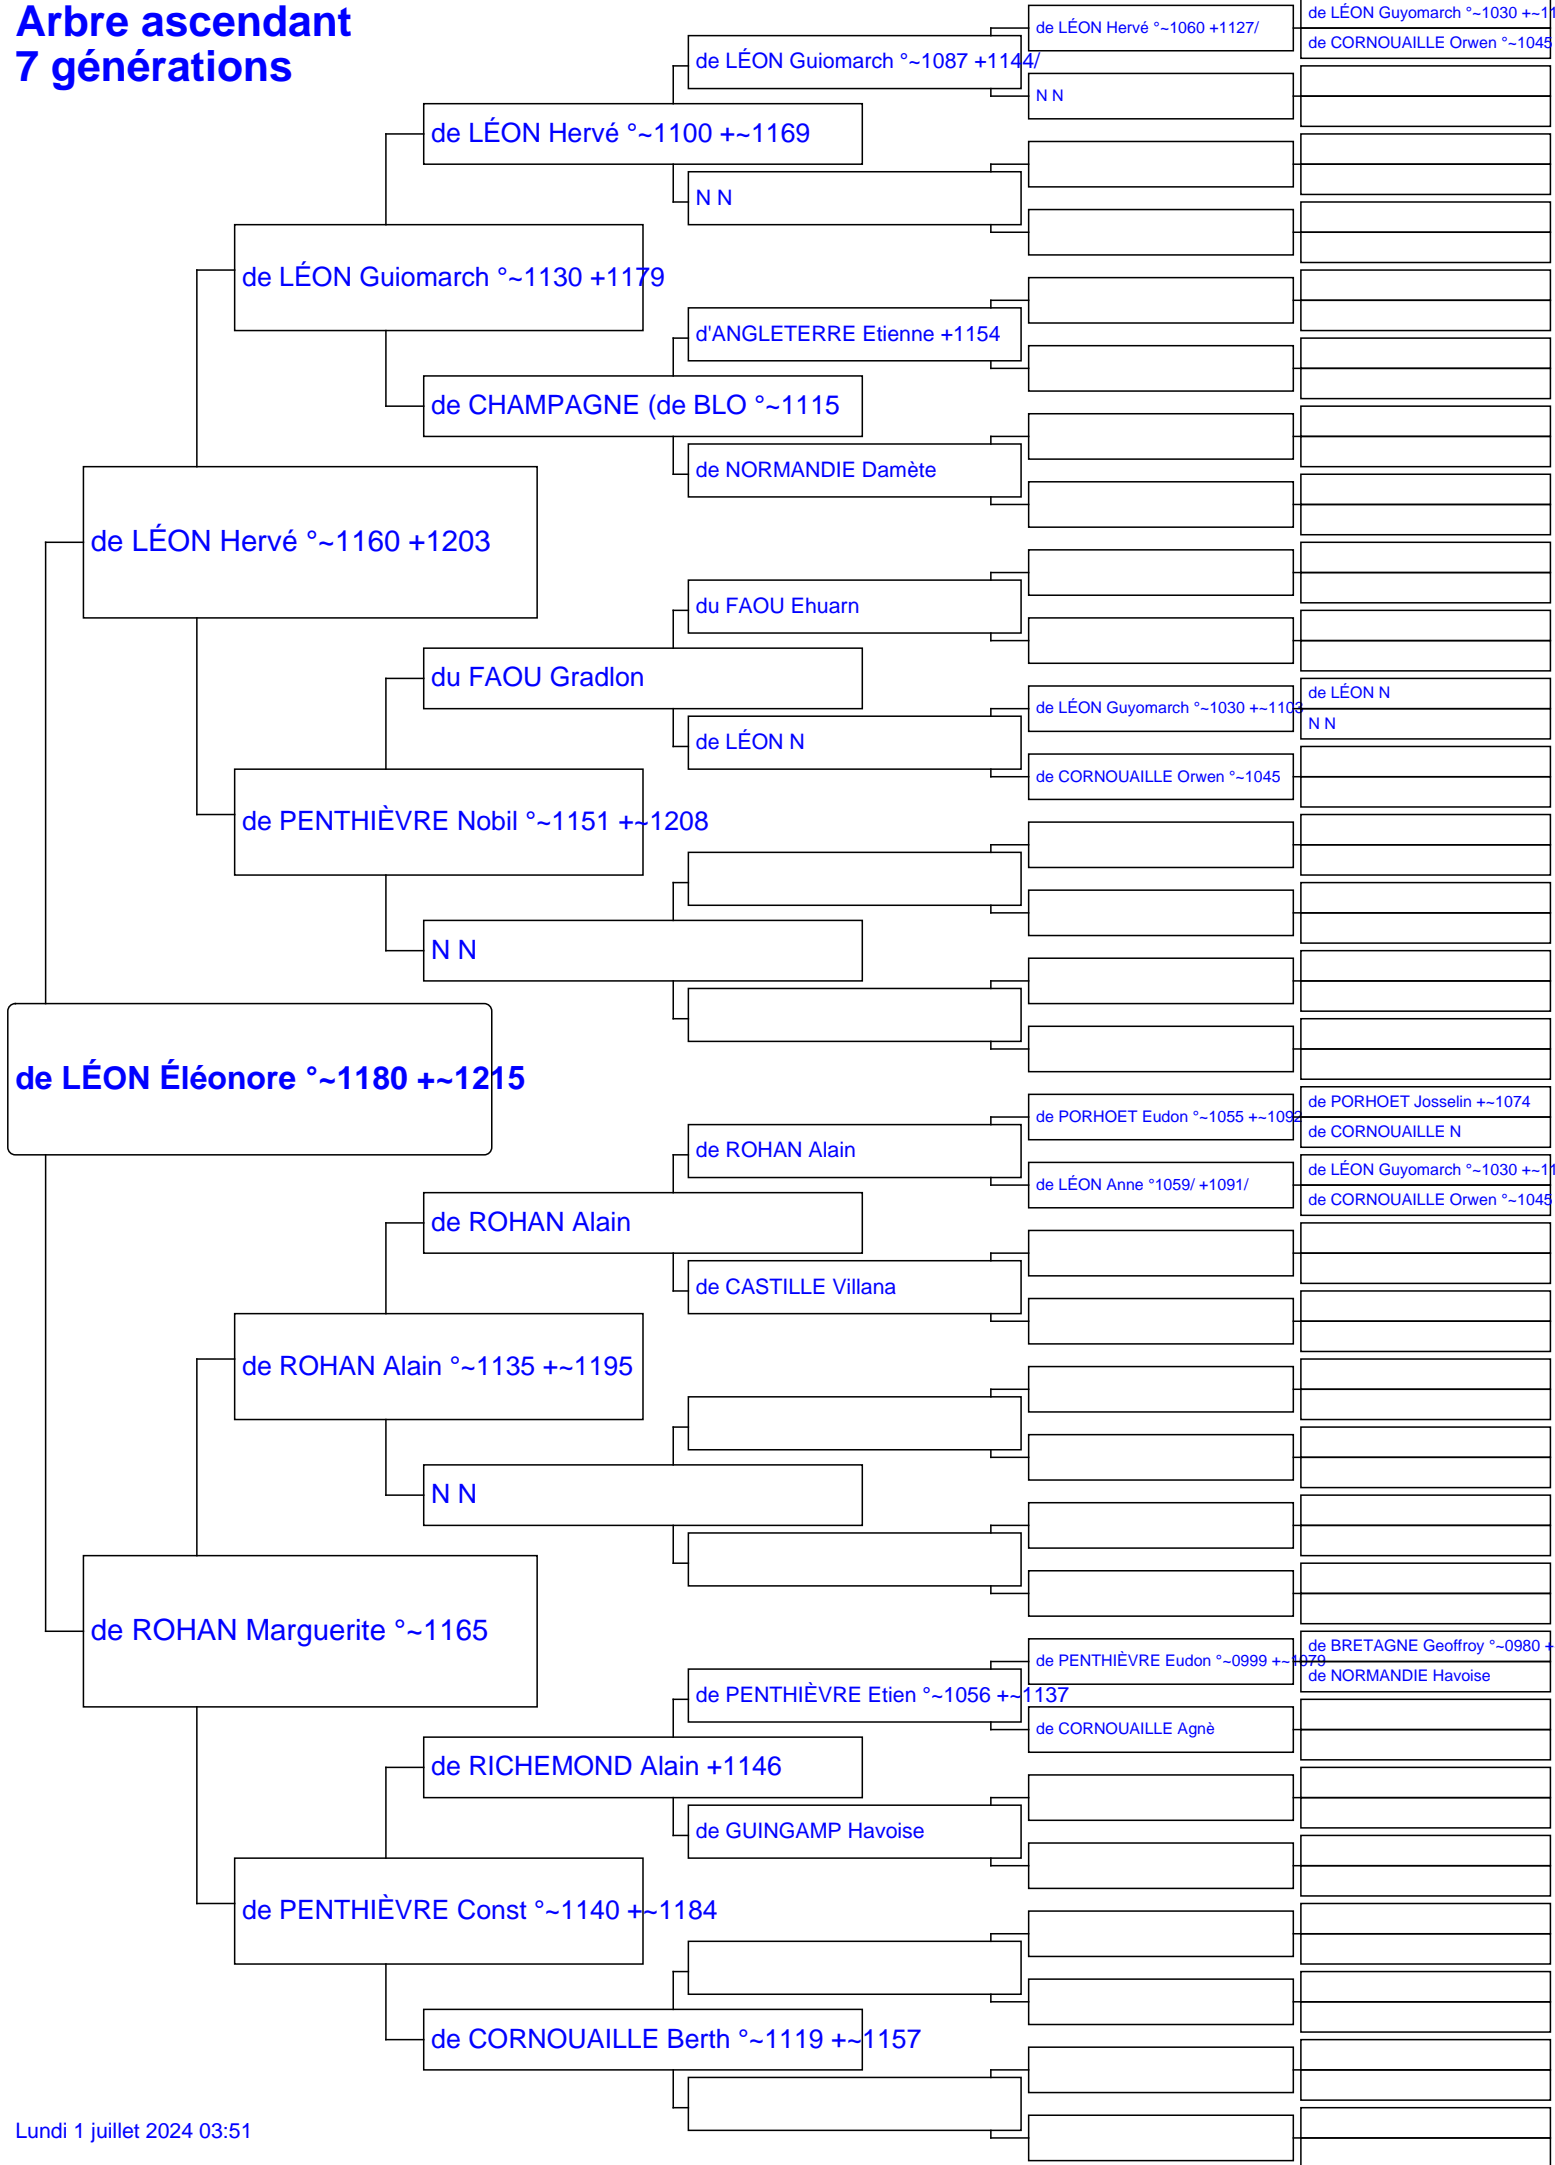 Arbre ascendant
7 générations
de LÉON Guyomarch °~1030 +~11
de LÉON Hervé °~1060 +1127/
de CORNOUAILLE Orwen °~1045
de LÉON Guiomarch °~1087 +1144/
N N
de LÉON Hervé °~1100 +~1169
N N
de LÉON Guiomarch °~1130 +1179
d'ANGLETERRE Etienne +1154
de CHAMPAGNE (de BLO °~1115
de NORMANDIE Damète
de LÉON Hervé °~1160 +1203
du FAOU Ehuarn
du FAOU Gradlon
de LÉON N
de LÉON Guyomarch °~1030 +~1103
N N
de LÉON N
de CORNOUAILLE Orwen °~1045
de PENTHIÈVRE Nobil °~1151 +~1208
N N
de LÉON Éléonore °~1180 +~1215
de PORHOET Josselin +~1074
de PORHOET Eudon °~1055 +~1092
de CORNOUAILLE N
de ROHAN Alain
de LÉON Guyomarch °~1030 +~11
de LÉON Anne °1059/ +1091/
de CORNOUAILLE Orwen °~1045
de ROHAN Alain
de CASTILLE Villana
de ROHAN Alain °~1135 +~1195
N N
de ROHAN Marguerite °~1165
de BRETAGNE Geoffroy °~0980 +
de PENTHIÈVRE Eudon °~0999 +~1079
de NORMANDIE Havoise
de PENTHIÈVRE Etien °~1056 +~1137
de CORNOUAILLE Agnè
de RICHEMOND Alain +1146
de GUINGAMP Havoise
de PENTHIÈVRE Const °~1140 +~1184
de CORNOUAILLE Berth °~1119 +~1157
Lundi 1 juillet 2024 03:51